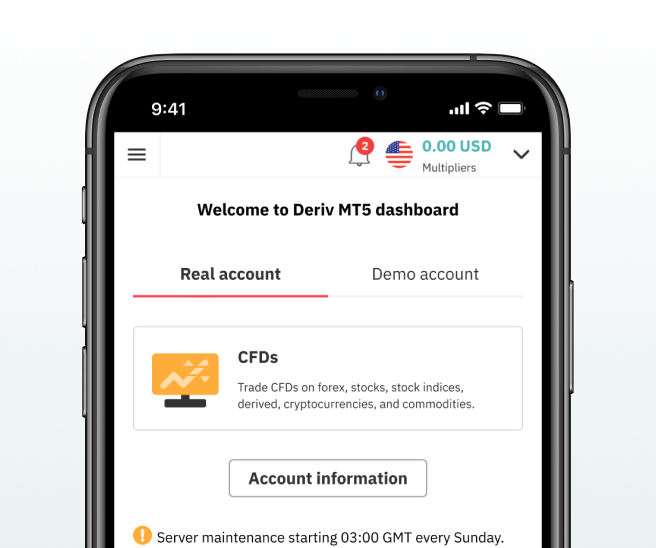 9:41
2
0.00 USD
Multipliers
Welcome to Deriv MT5 dashboard
Real account
Demo account
CFDs
Trade CFDs on forex, stocks, stock indices,
derived, cryptocurrencies, and commodities.
Account information
! Server maintenance starting 03:00 GMT every Sunday.